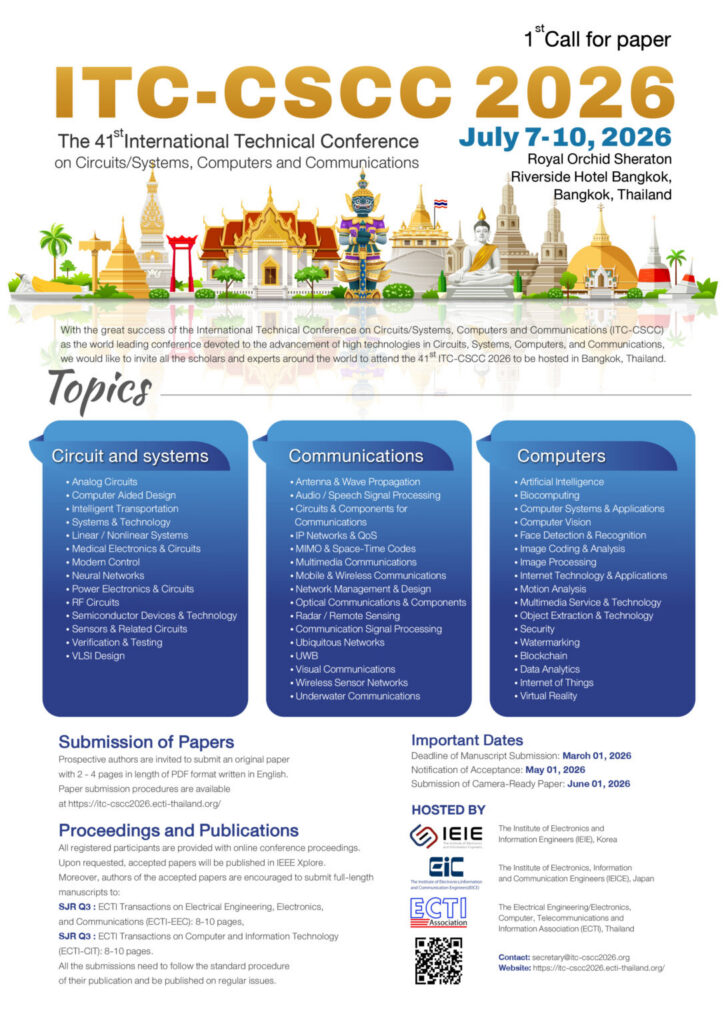 1st Call for paper
ITC-CSCC 2026
The 41st International Technical Conference
on Circuits/Systems, Computers and Communications
July 7-10, 2026
Royal Orchid Sheraton
Riverside Hotel Bangkok,
Bangkok, Thailand
With the great success of the International Technical Conference on Circuits/Systems, Computers and Communications (ITC-CSCC)
as the world leading conference devoted to the advancement of high technologies in Circuits, Systems, Computers, and Communications,
we would like to invite all the scholars and experts around the world to attend the 41st ITC-CSCC 2026 to be hosted in Bangkok, Thailand.
Topics
Circuit and systems
• Analog Circuits
• Computer Aided Design
• Intelligent Transportation
• Systems & Technology
• Linear / Nonlinear Systems
• Medical Electronics & Circuits
• Modern Control
• Neural Networks
• Power Electronics & Circuits
• RF Circuits
• Semiconductor Devices & Technology
• Sensors & Related Circuits
• Verification & Testing
• VLSI Design
Communications
• Antenna & Wave Propagation
• Audio / Speech Signal Processing
• Circuits & Components for
Communications
• IP Networks & QoS
• MIMO & Space-Time Codes
• Multimedia Communications
• Mobile & Wireless Communications
• Network Management & Design
• Optical Communications & Components
• Radar / Remote Sensing
• Communication Signal Processing
• Ubiquitous Networks
• UWB
• Visual Communications
• Wireless Sensor Networks
• Underwater Communications
Computers
• Artificial Intelligence
• Biocomputing
• Computer Systems & Applications
• Computer Vision
• Face Detection & Recognition
• Image Coding & Analysis
• Image Processing
• Internet Technology & Applications
• Motion Analysis
• Multimedia Service & Technology
• Object Extraction & Technology
• Security
• Watermarking
• Blockchain
• Data Analytics
• Internet of Things
• Virtual Reality
Submission of Papers
Prospective authors are invited to submit an original paper
with 2 - 4 pages in length of PDF format written in English.
Paper submission procedures are available
at https://itc-cscc2026.ecti-thailand.org/
Proceedings and Publications
All registered participants are provided with online conference proceedings.
Upon requested, accepted papers will be published in IEEE Xplore.
Moreover, authors of the accepted papers are encouraged to submit full-length
manuscripts to:
SJR Q3 : ECTI Transactions on Electrical Engineering, Electronics,
and Communications (ECTI-EEC): 8-10 pages,
SJR Q3 : ECTI Transactions on Computer and Information Technology
(ECTI-CIT): 8-10 pages.
All the submissions need to follow the standard procedure
of their publication and be published on regular issues.
Important Dates
Deadline of Manuscript Submission: March 01, 2026
Notification of Acceptance: May 01, 2026
Submission of Camera-Ready Paper: June 01, 2026
HOSTED BY
IEIE
The Institute of Electronics and
Information Engineers (IEIE), Korea
EiC
The Institute of Electronics, Information
and Communication Engineers (IEICE), Japan
ECTI
Association
The Electrical Engineering/Electronics,
Computer, Telecommunications and
Information Association (ECTI), Thailand
Contact: secretary@itc-cscc2026.org
Website: https://itc-cscc2026.ecti-thailand.org/